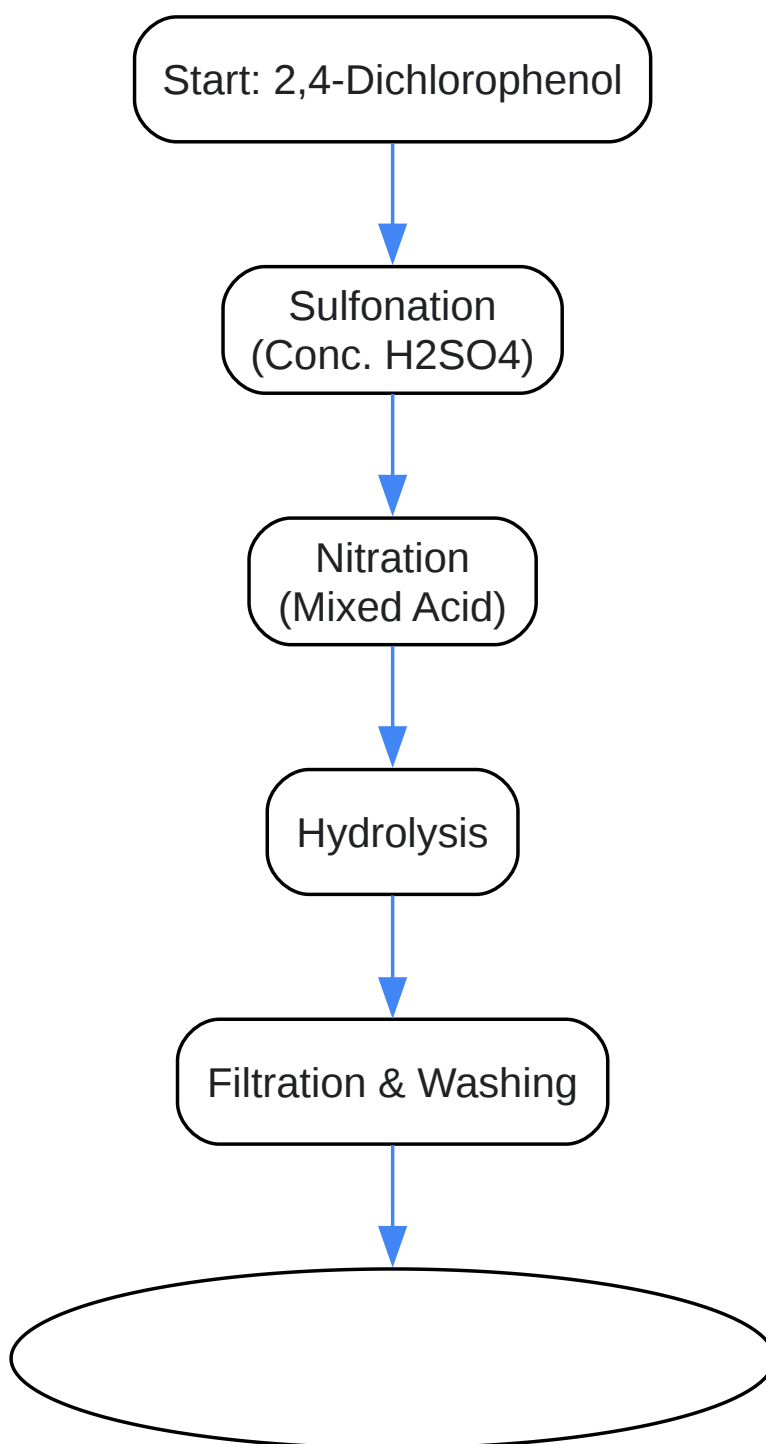 Start: 2,4-Dichlorophenol
Sulfonation
(Conc. H2SO4)
Nitration
(Mixed Acid)
Hydrolysis
Filtration & Washing